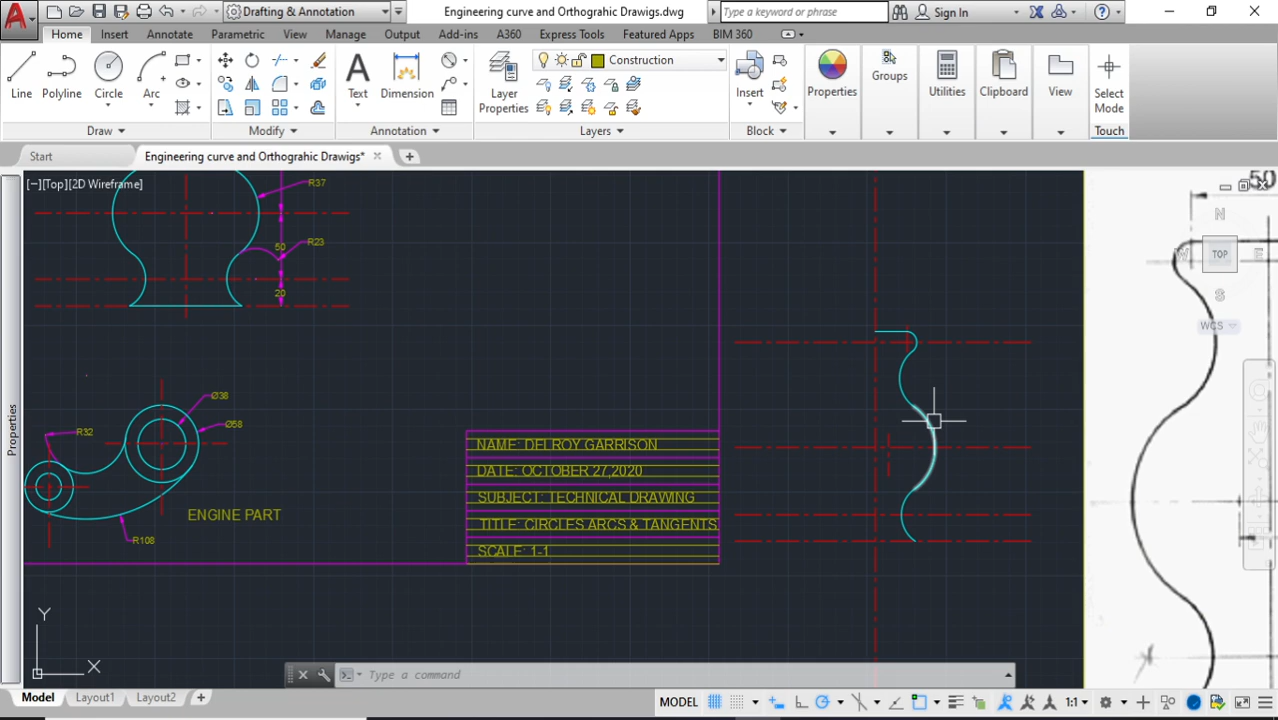 Drafting & Annotation
Engineering curve and Orthograhic Drawigs.dwg
Type a keyword or phrase
Sign In
Home Insert Annotate Parametric View Manage Output Add-ins A360 Express Tools Featured Apps BIM 360
Line Polyline Circle Arc
Text Dimension
Layer Properties
Construction
Insert
Properties Groups Utilities Clipboard View Select Mode
Draw Modify Annotation Layers Block Touch
Start Engineering curve and Orthograhic Drawigs*
[−][Top][2D Wireframe]
R37
50
R23
20
50
N
W TOP E
S
WCS
Ø38
Ø58
R32
ENGINE PART
R108
NAME: DELROY GARRISON
DATE: OCTOBER 27,2020
SUBJECT: TECHNICAL DRAWING
TITLE: CIRCLES ARCS & TANGENTS
SCALE: 1-1
Properties
Y
X
Type a command
Model Layout1 Layout2
MODEL
1:1